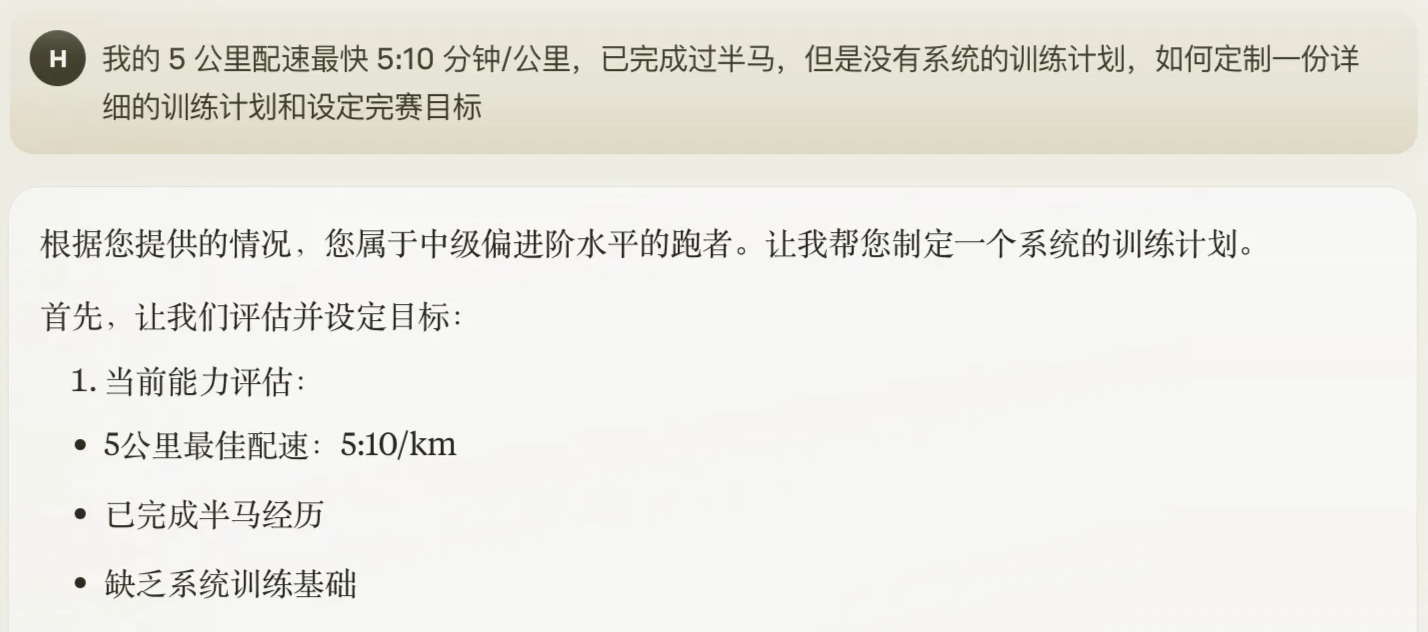 H
我的 5 公里配速最快 5:10 分钟/公里，已完成过半马，但是没有系统的训练计划，如何定制一份详
细的训练计划和设定完赛目标
根据您提供的情况，您属于中级偏进阶水平的跑者。让我帮您制定一个系统的训练计划。
首先，让我们评估并设定目标：
1. 当前能力评估：
• 5公里最佳配速：5:10/km
• 已完成半马经历
• 缺乏系统训练基础